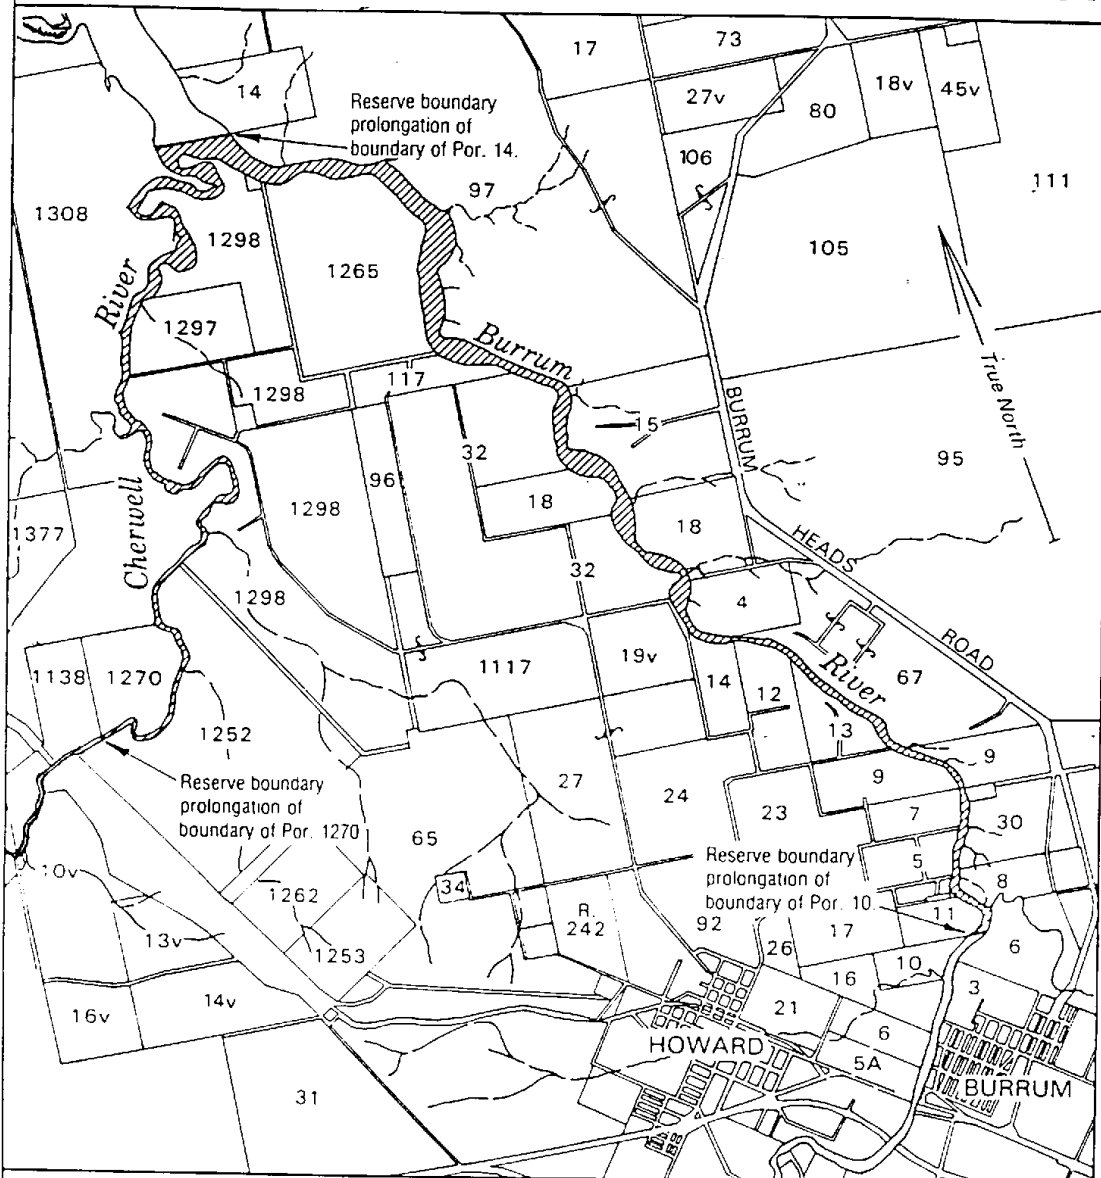 17
73
14
27v
80
18v
45v
Reserve boundary
prolongation of
boundary of Por. 14.
106
97
111
1308
1298
105
1265
River
1297
Burrum
True North
117
1298
BURRUM
15
32
95
96
18
1298
18
1377
HEADS
Cherwell
32
1298
4
ROAD
1117
19v
River
67
1138
1270
14
12
1252
13
9
9
Reserve boundary
prolongation of
boundary of Por. 1270
27
24
23
7
30
65
5
Reserve boundary
prolongation of
boundary of Por. 10.
8
10v
34
1262
R.
242
92
11
17
13v
1253
26
10
6
16
3
16v
14v
21
6
HOWARD
5A
BURRUM
31